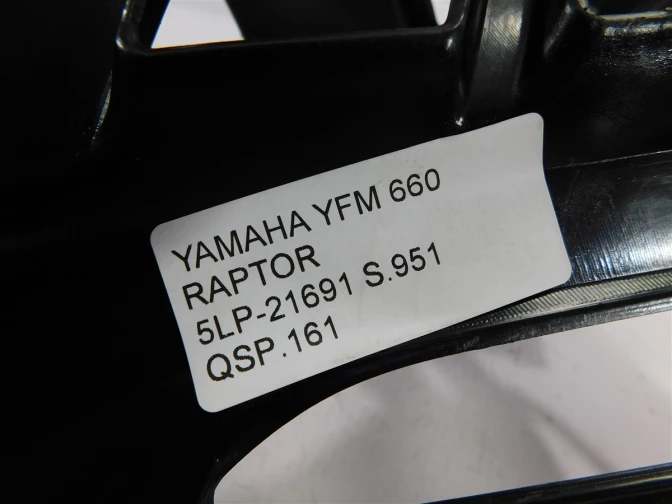 YAMAHA YFM 660
RAPTOR
5LP-21691 S.951
QSP.161